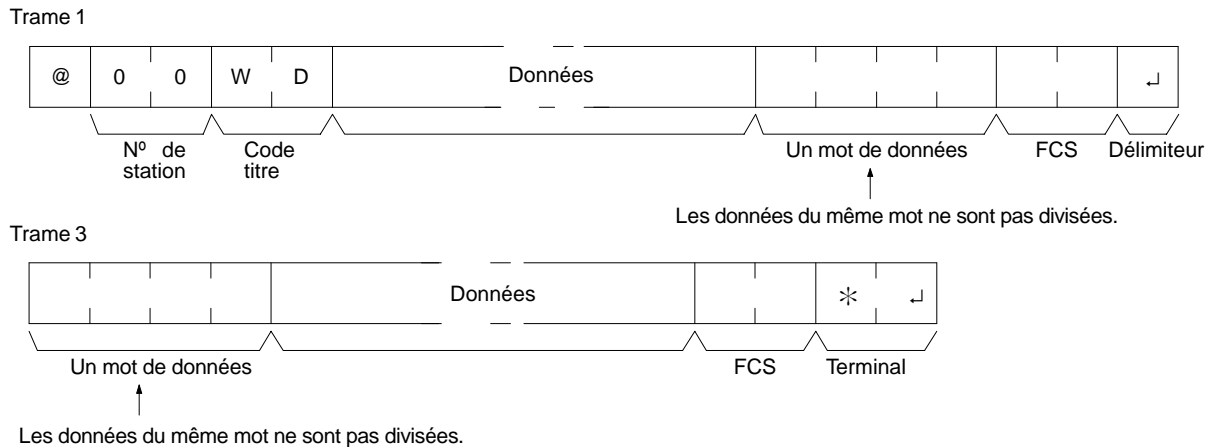 Trame 1
@ 0 0 W D Données ↵
Nº de station Code titre Un mot de données FCS Délimiteur
Les données du même mot ne sont pas divisées.
Trame 3
Données * ↵
Un mot de données FCS Terminal
Les données du même mot ne sont pas divisées.